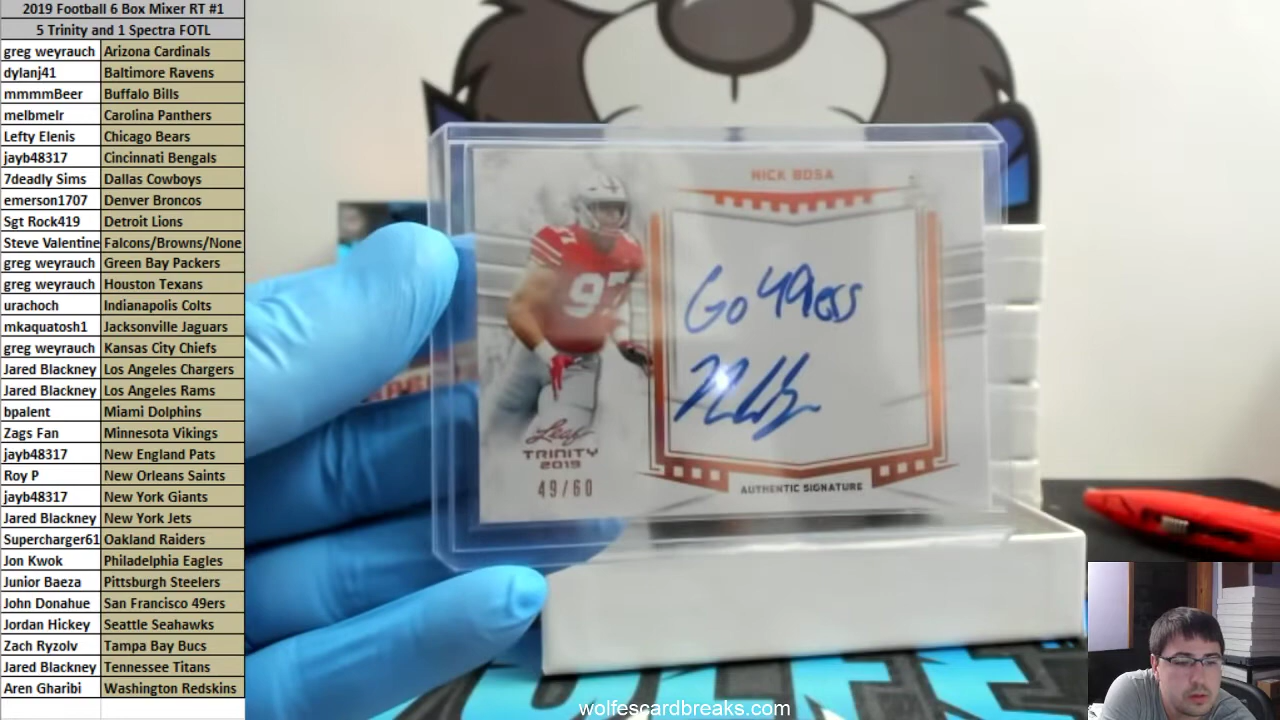 2019 Football 6 Box Mixer RT #1
5 Trinity and 1 Spectra FOTL
greg weyrauch Arizona Cardinals
dylanj41 Baltimore Ravens
mmmmBeer Buffalo Bills
melbmelr Carolina Panthers
Lefty Elenis Chicago Bears
jayb48317 Cincinnati Bengals
7deadly Sims Dallas Cowboys
emerson1707 Denver Broncos
Sgt Rock419 Detroit Lions
Steve Valentine Falcons/Browns/None
greg weyrauch Green Bay Packers
greg weyrauch Houston Texans
urachoch Indianapolis Colts
mkaquatosh1 Jacksonville Jaguars
greg weyrauch Kansas City Chiefs
Jared Blackney Los Angeles Chargers
Jared Blackney Los Angeles Rams
bpalent Miami Dolphins
Zags Fan Minnesota Vikings
jayb48317 New England Pats
Roy P New Orleans Saints
jayb48317 New York Giants
Jared Blackney New York Jets
Supercharger61 Oakland Raiders
Jon Kwok Philadelphia Eagles
Junior Baeza Pittsburgh Steelers
John Donahue San Francisco 49ers
Jordan Hickey Seattle Seahawks
Zach Ryzolv Tampa Bay Bucs
Jared Blackney Tennessee Titans
Aren Gharibi Washington Redskins
NICK BOSA
97
Go 49ers
Leaf
TRINITY
2019
49/60
AUTHENTIC SIGNATURE
wolfescardbreaks.com